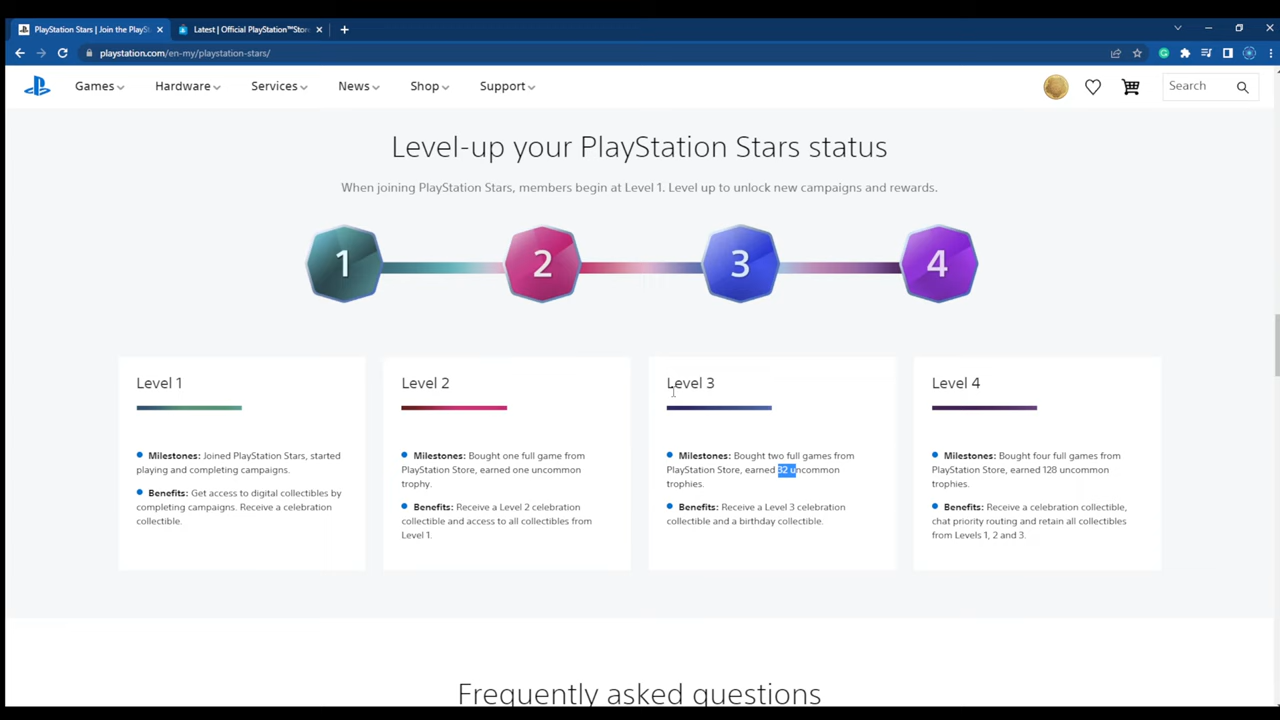 PlayStation Stars | Join the PlayS
Latest | Official PlayStation™Stor
playstation.com/en-my/playstation-stars/
Games
Hardware
Services
News
Shop
Support
Search
Level-up your PlayStation Stars status
When joining PlayStation Stars, members begin at Level 1. Level up to unlock new campaigns and rewards.
1
2
3
4
Level 1
Milestones: Joined PlayStation Stars, started
playing and completing campaigns.
Benefits: Get access to digital collectibles by
completing campaigns. Receive a celebration
collectible.
Level 2
Milestones: Bought one full game from
PlayStation Store, earned one uncommon
trophy.
Benefits: Receive a Level 2 celebration
collectible and access to all collectibles from
Level 1.
Level 3
Milestones: Bought two full games from
PlayStation Store, earned 32 uncommon
trophies.
Benefits: Receive a Level 3 celebration
collectible and a birthday collectible.
Level 4
Milestones: Bought four full games from
PlayStation Store, earned 128 uncommon
trophies.
Benefits: Receive a celebration collectible,
chat priority routing and retain all collectibles
from Levels 1, 2 and 3.
Frequently asked questions